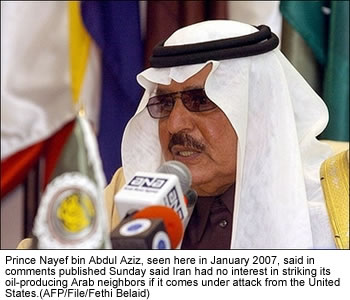 BNA
Prince Nayef bin Abdul Aziz, seen here in January 2007, said in
comments published Sunday said Iran had no interest in striking its
oil-producing Arab neighbors if it comes under attack from the United
States.(AFP/File/Fethi Belaid)